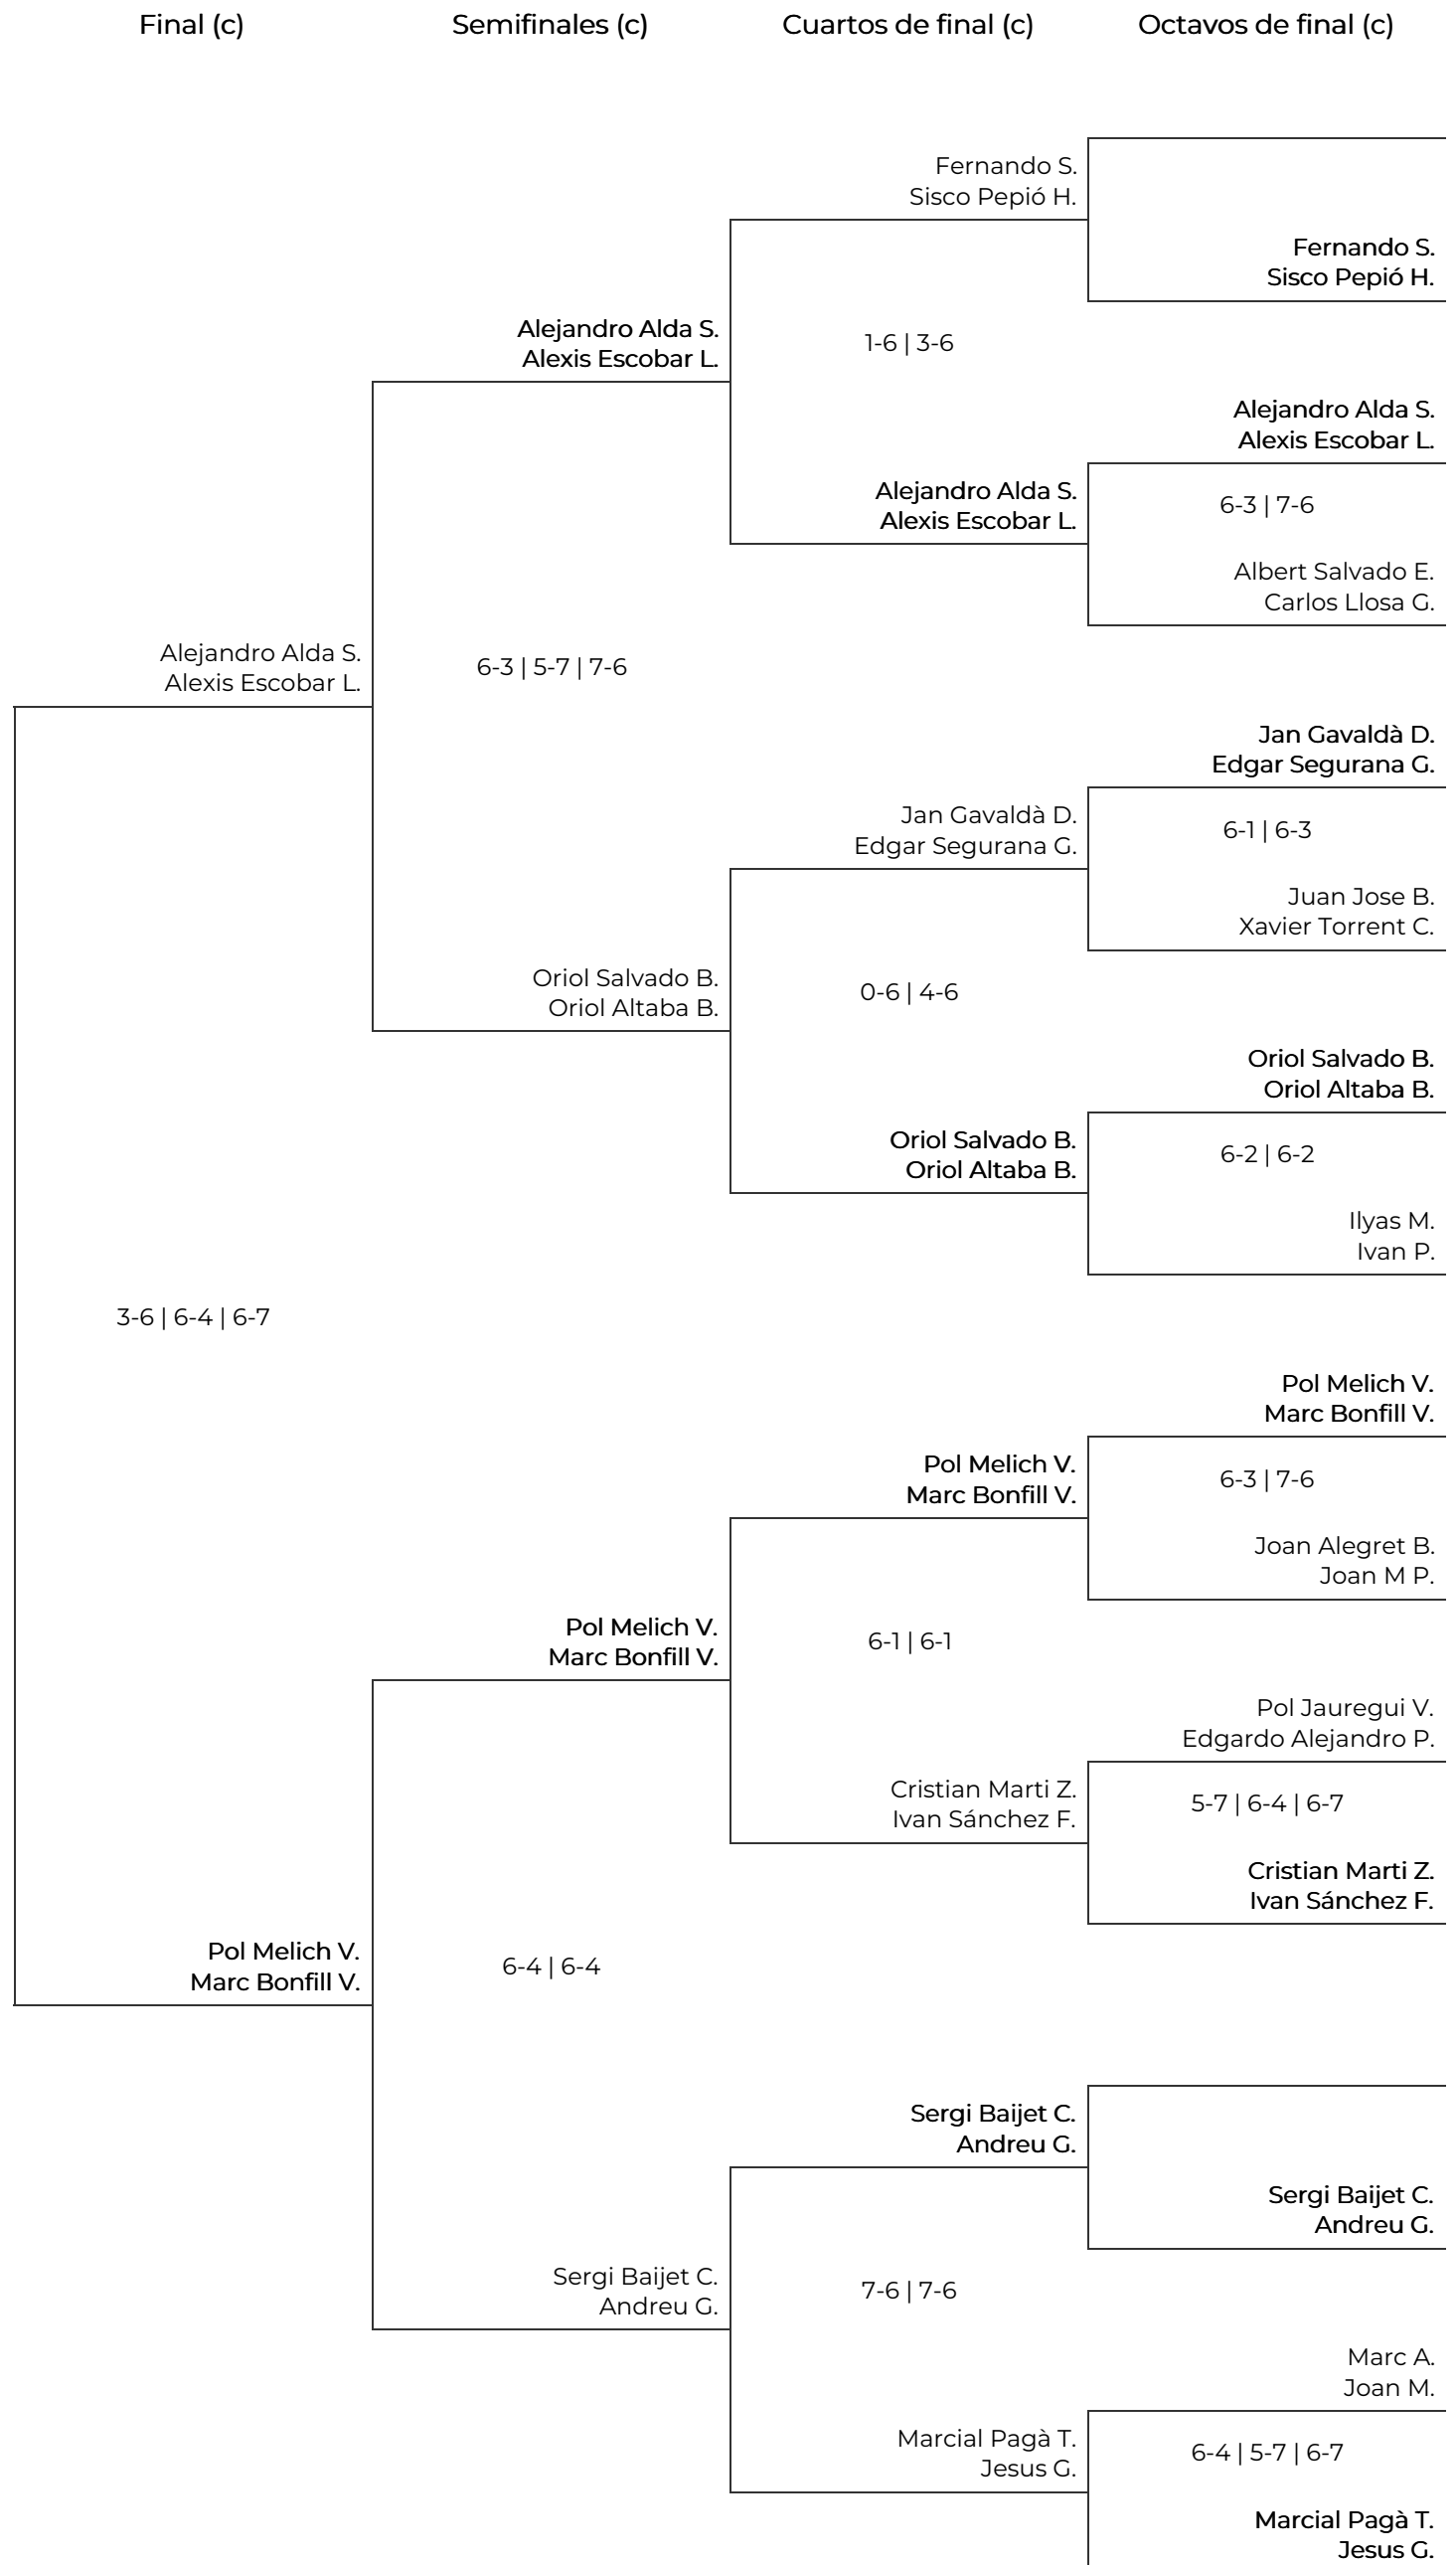 Final (c)
Semifinales (c)
Cuartos de final (c)
Octavos de final (c)
Fernando S.
Sisco Pepió H.
Fernando S.
Sisco Pepió H.
Alejandro Alda S.
Alexis Escobar L.
1-6 | 3-6
Alejandro Alda S.
Alexis Escobar L.
Alejandro Alda S.
Alexis Escobar L.
6-3 | 7-6
Albert Salvado E.
Carlos Llosa G.
Alejandro Alda S.
Alexis Escobar L.
6-3 | 5-7 | 7-6
Jan Gavaldà D.
Edgar Segurana G.
Jan Gavaldà D.
Edgar Segurana G.
6-1 | 6-3
Juan Jose B.
Xavier Torrent C.
Oriol Salvado B.
Oriol Altaba B.
0-6 | 4-6
Oriol Salvado B.
Oriol Altaba B.
Oriol Salvado B.
Oriol Altaba B.
6-2 | 6-2
Ilyas M.
Ivan P.
3-6 | 6-4 | 6-7
Pol Melich V.
Marc Bonfill V.
Pol Melich V.
Marc Bonfill V.
6-3 | 7-6
Joan Alegret B.
Joan M P.
Pol Melich V.
Marc Bonfill V.
6-1 | 6-1
Pol Jauregui V.
Edgardo Alejandro P.
Cristian Marti Z.
Ivan Sánchez F.
5-7 | 6-4 | 6-7
Cristian Marti Z.
Ivan Sánchez F.
Pol Melich V.
Marc Bonfill V.
6-4 | 6-4
Sergi Baijet C.
Andreu G.
Sergi Baijet C.
Andreu G.
Sergi Baijet C.
Andreu G.
7-6 | 7-6
Marc A.
Joan M.
Marcial Pagà T.
Jesus G.
6-4 | 5-7 | 6-7
Marcial Pagà T.
Jesus G.